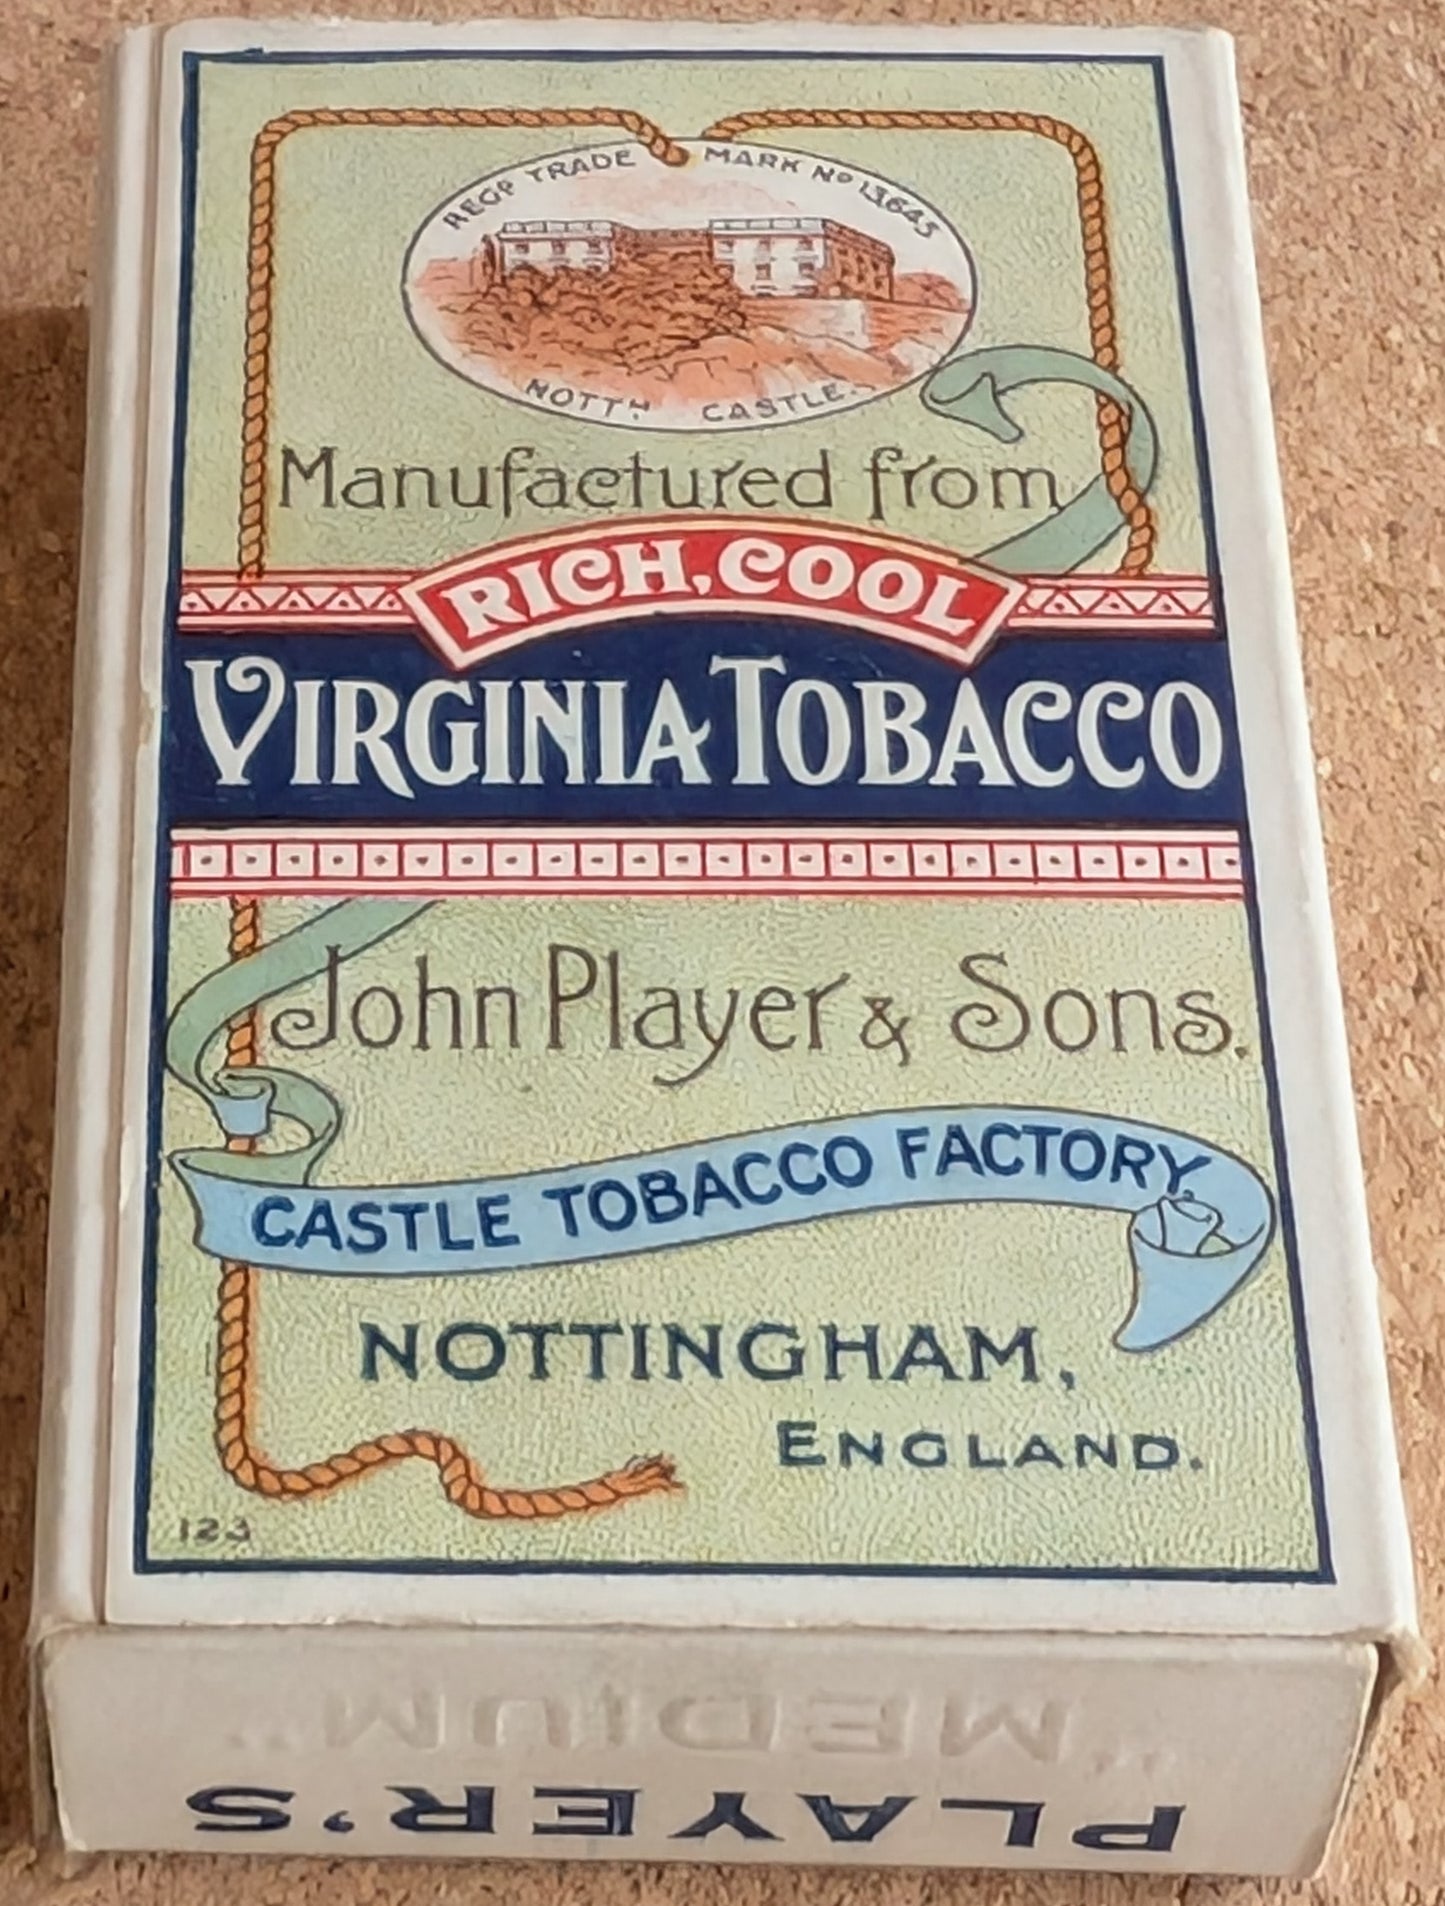 REGD TRADE MARK No 13645
NOTTM CASTLE.
Manufactured from
RICH, COOL
VIRGINIA TOBACCO
John Player & Sons.
CASTLE TOBACCO FACTORY
NOTTINGHAM,
ENGLAND.
123
PLAYER'S
"MEDIUM"